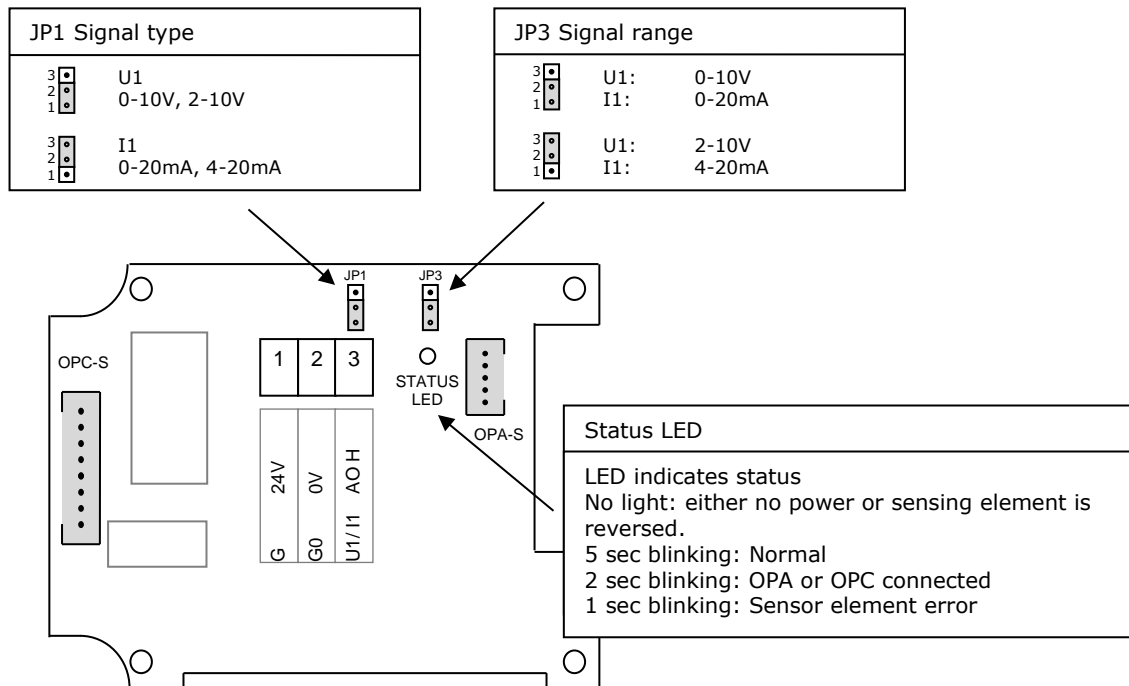 JP1 Signal type
3
2
1
U1
0-10V, 2-10V
3
2
1
I1
0-20mA, 4-20mA
JP3 Signal range
3
2
1
U1: 0-10V
I1: 0-20mA
3
2
1
U1: 2-10V
I1: 4-20mA
JP1
JP3
OPC-S
1 2 3
STATUS
LED
OPA-S
G 24V
G0 0V
U1/ I1 AO H
Status LED
LED indicates status
No light: either no power or sensing element is
reversed.
5 sec blinking: Normal
2 sec blinking: OPA or OPC connected
1 sec blinking: Sensor element error